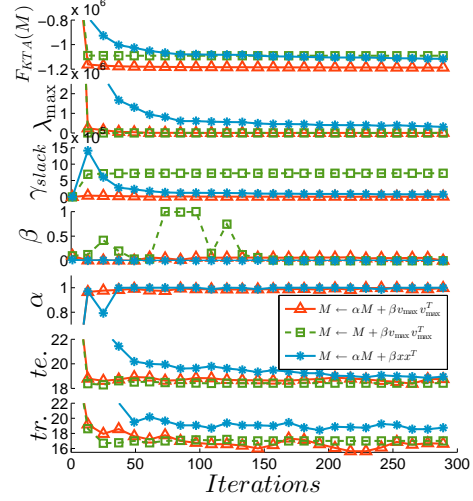 x 10^6
F_{KTA}(M)
−0.8
−1
−1.2
x 10^6
λ_max
2
1
0
x 10^5
γ_slack
15
10
5
0
β
1
0.5
0
α
1
0.8
M ← αM + βv_max v_max^T
M ← M + βv_max v_max^T
M ← αM + βxx^T
te.
22
20
18
tr.
22
20
18
16
0 50 100 150 200 250 300
Iterations